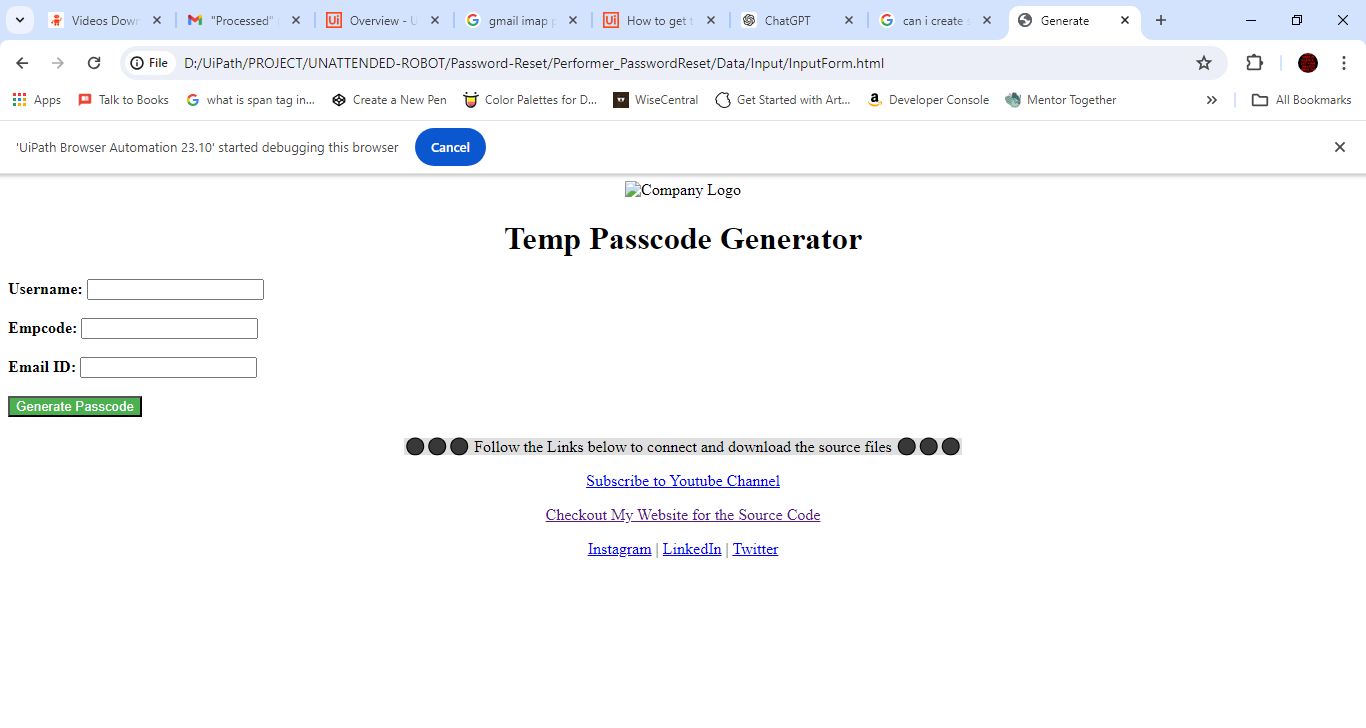 Videos Down
"Processed"
Overview - U
gmail imap p
How to get t
ChatGPT
can i create s
Generate
File D:/UiPath/PROJECT/UNATTENDED-ROBOT/Password-Reset/Performer_PasswordReset/Data/Input/InputForm.html
Apps Talk to Books what is span tag in... Create a New Pen Color Palettes for D... WiseCentral Get Started with Art... Developer Console Mentor Together » All Bookmarks
'UiPath Browser Automation 23.10' started debugging this browser Cancel
Company Logo
Temp Passcode Generator
Username:
Empcode:
Email ID:
Generate Passcode
Follow the Links below to connect and download the source files
Subscribe to Youtube Channel
Checkout My Website for the Source Code
Instagram | LinkedIn | Twitter